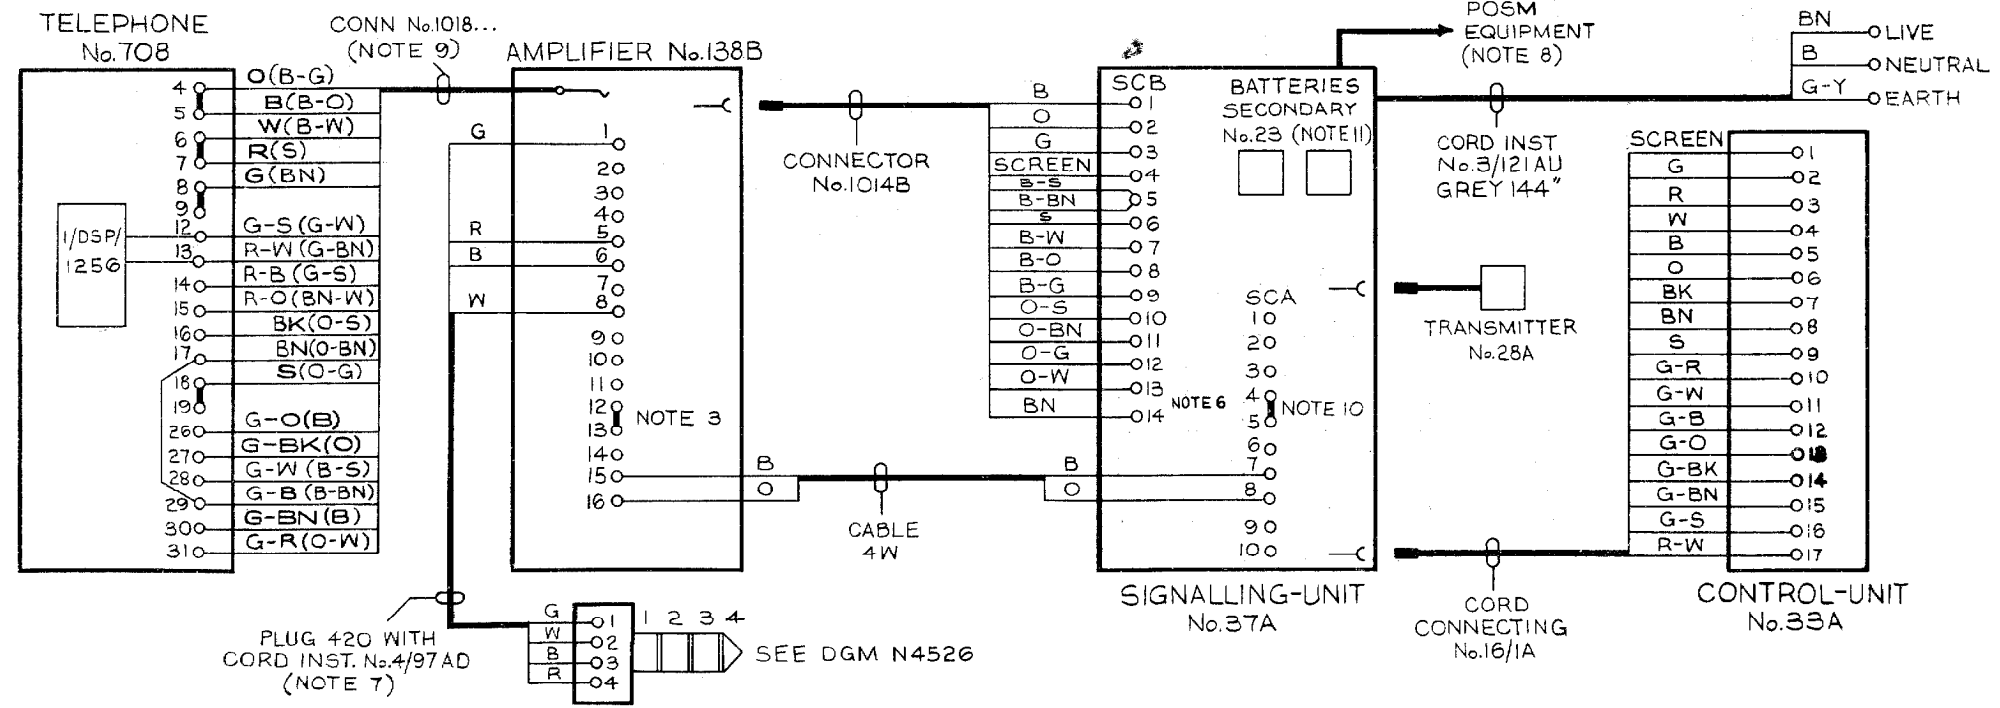 TELEPHONE
No.708
4
5
6
7
8
9
12
13
14
15
16
17
18
19
26
27
28
29
30
31
1/DSP/
1256
O(B-G)
B(B-O)
W(B-W)
R(S)
G(BN)
G-S(G-W)
R-W(G-BN)
R-B(G-S)
R-O(BN-W)
BK(O-S)
BN(O-BN)
S(O-G)
G-O(B)
G-BK(O)
G-W(B-S)
G-B(B-BN)
G-BN(B)
G-R(O-W)
CONN No.1018...
(NOTE 9)
AMPLIFIER No.138B
G
R
B
W
1
2
3
4
5
6
7
8
9
10
11
12
13
14
15
16
NOTE 3
B
O
CABLE
4W
B
O
PLUG 420 WITH
CORD INST. No.4/97AD
(NOTE 7)
G
W
B
R
1
2
3
4
1 2 3 4
SEE DGM N4526
CONNECTOR
No.1014B
B
O
G
SCREEN
B-S
B-BN
S
B-W
B-O
B-G
O-S
O-BN
O-G
O-W
BN
SCB
1
2
3
4
5
6
7
8
9
10
11
12
13
14
NOTE 6
BATTERIES
SECONDARY
No.23 (NOTE 11)
SCA
1
2
3
4
5
6
7
8
9
10
NOTE 10
SIGNALLING-UNIT
No.37A
POSM
EQUIPMENT
(NOTE 8)
BN
B
G-Y
LIVE
NEUTRAL
EARTH
CORD INST
No.3/121AU
GREY 144"
TRANSMITTER
No.28A
CORD
CONNECTING
No.16/1A
SCREEN
G
R
W
B
O
BK
BN
S
G-R
G-W
G-B
G-O
G-BK
G-BN
G-S
R-W
1
2
3
4
5
6
7
8
9
10
11
12
13
14
15
16
17
CONTROL-UNIT
No.33A